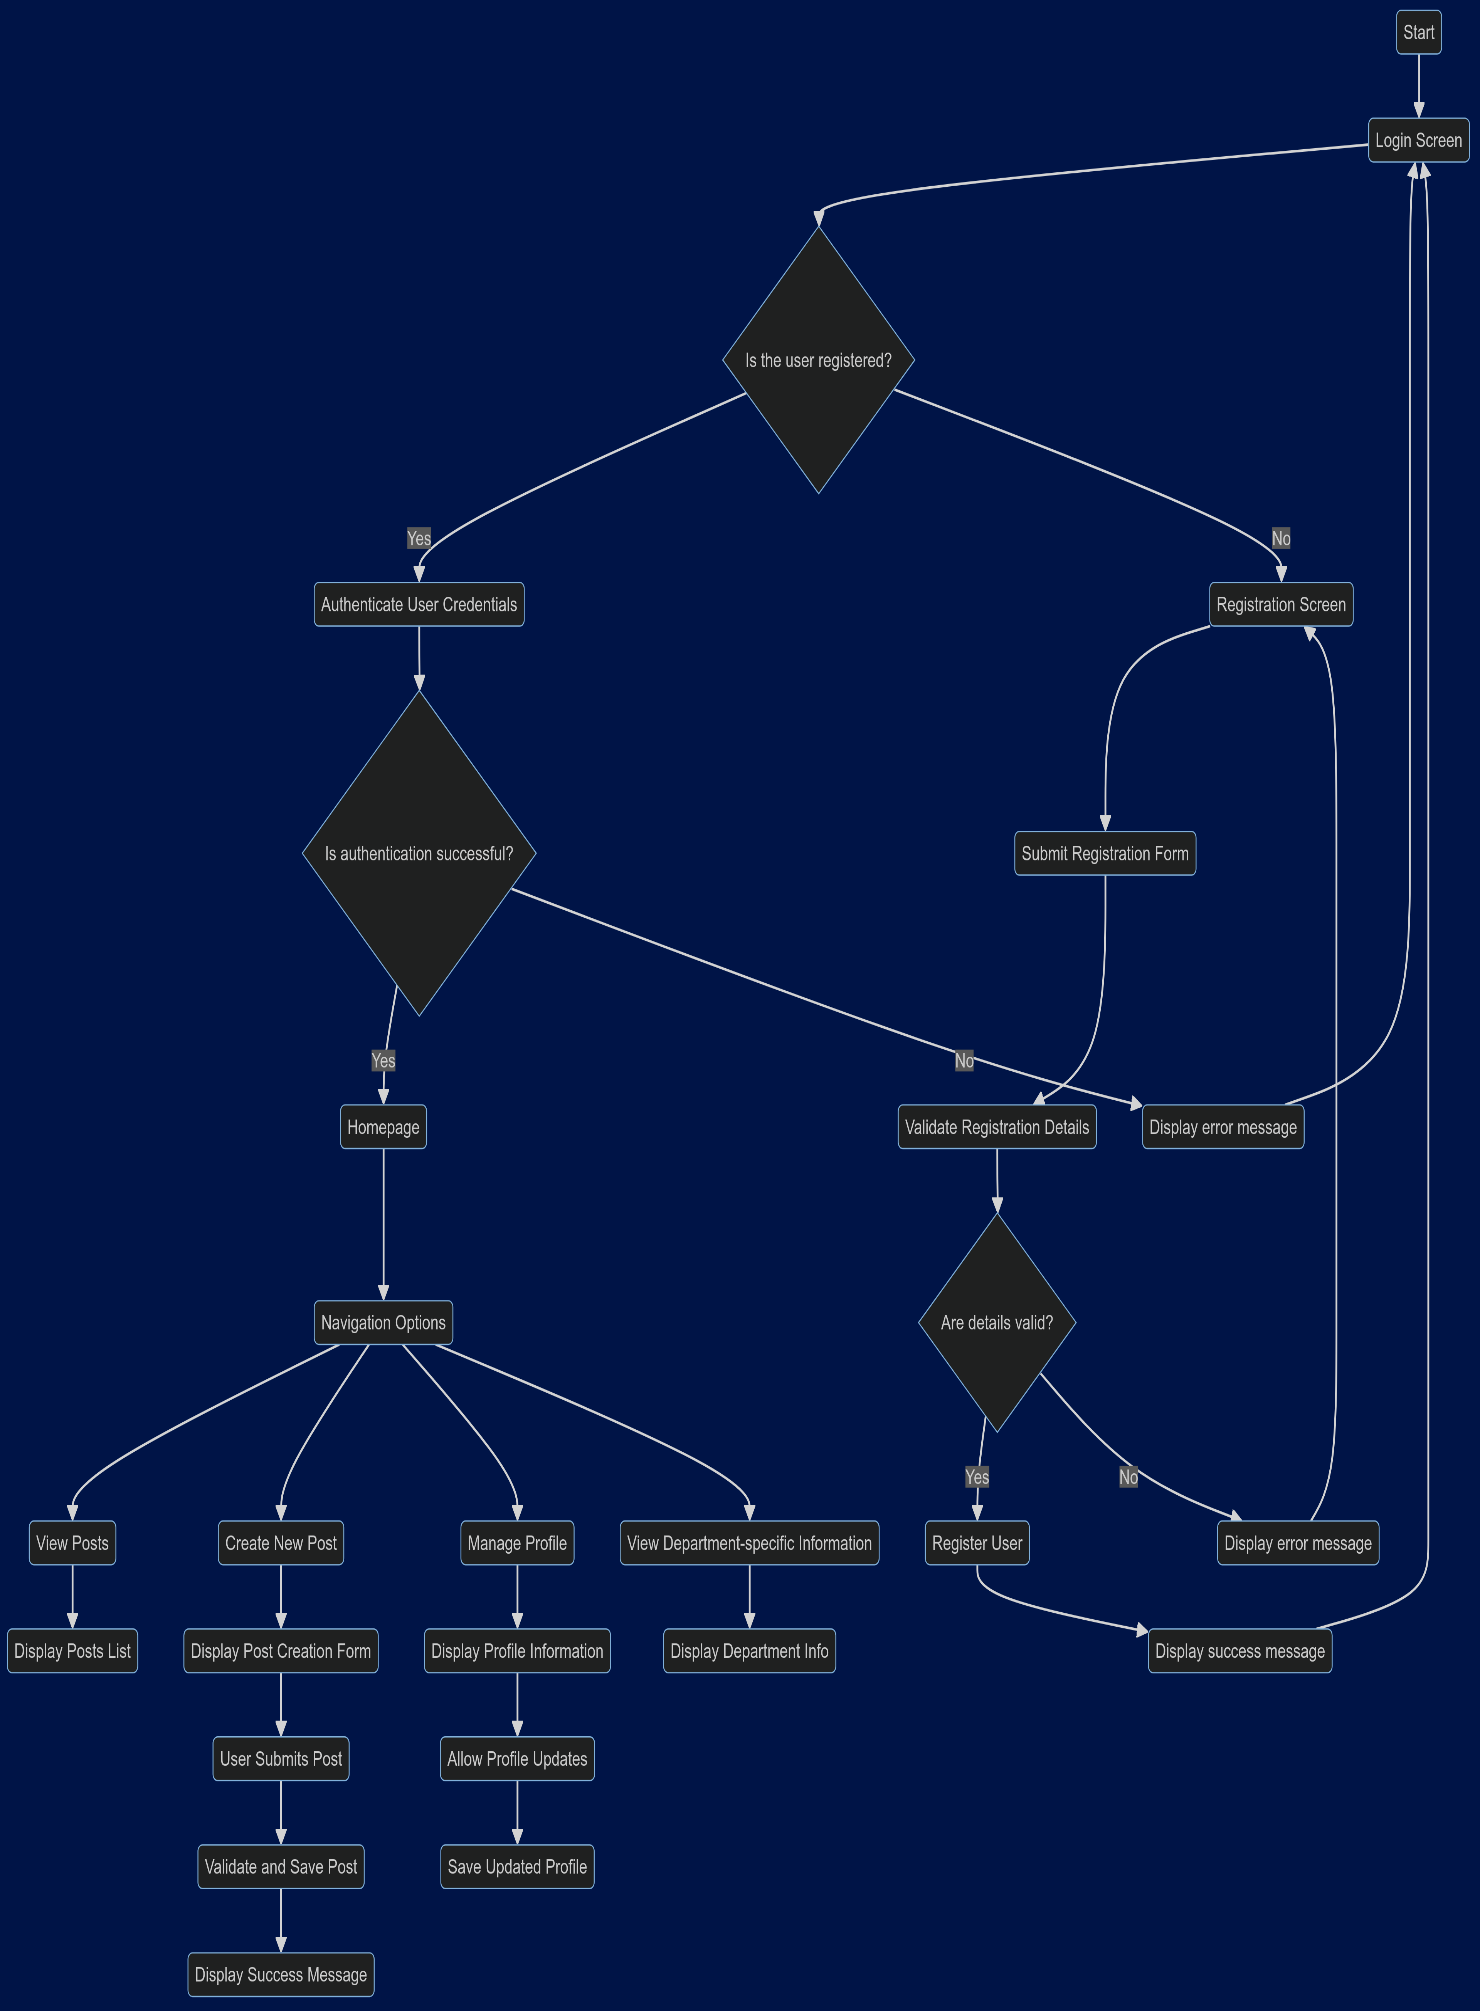 Start
Login Screen
Is the user registered?
Yes
No
Authenticate User Credentials
Registration Screen
Is authentication successful?
Submit Registration Form
Yes
No
Homepage
Validate Registration Details
Display error message
Navigation Options
Are details valid?
Yes
No
View Posts
Create New Post
Manage Profile
View Department-specific Information
Register User
Display error message
Display Posts List
Display Post Creation Form
Display Profile Information
Display Department Info
Display success message
User Submits Post
Allow Profile Updates
Validate and Save Post
Save Updated Profile
Display Success Message